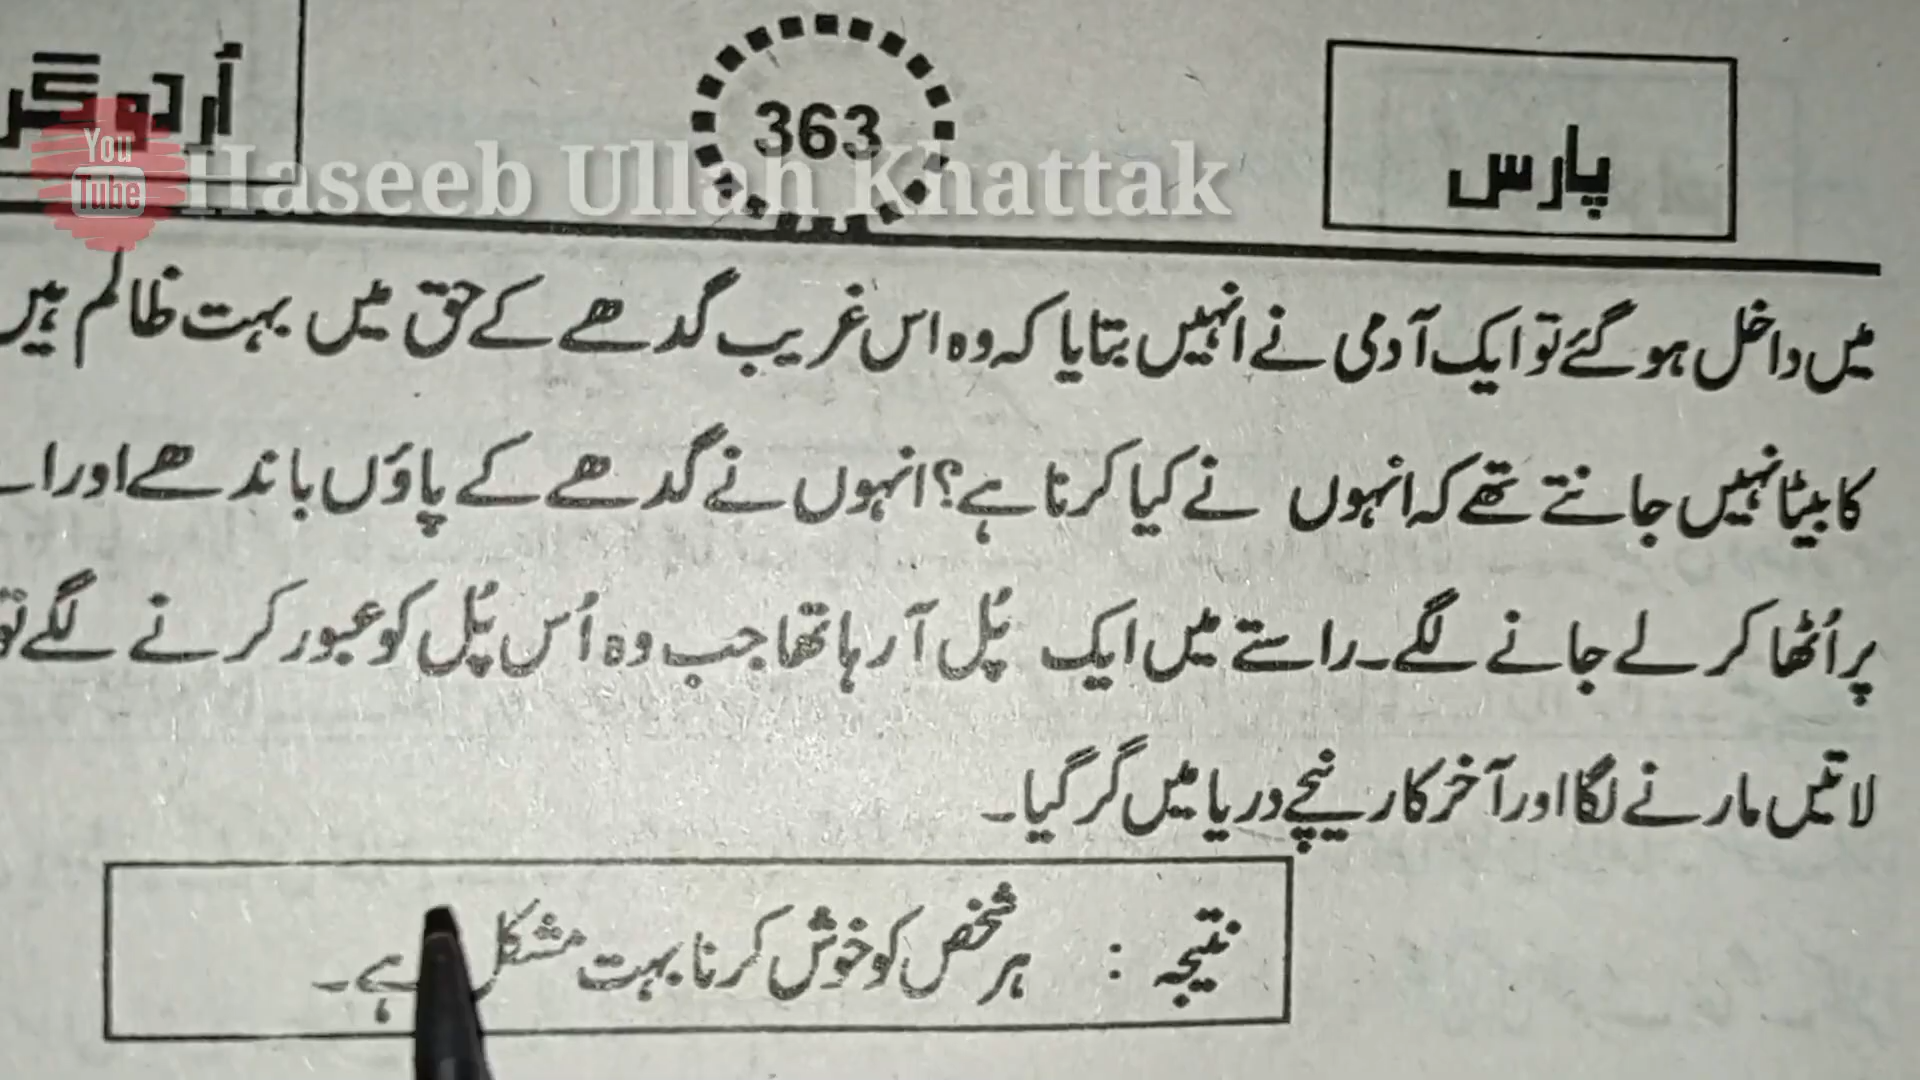 پارس
363
اُردو گر
You
Tube
Haseeb Ullah Khattak
میں داخل ہو گئے تو ایک آدمی نے انہیں بتایا کہ وہ اس غریب گدھے کے حق میں بہت ظالم ہیں
کا بیٹا نہیں جانتے تھے کہ انہوں نے کیا کرنا ہے؟ انہوں نے گدھے کے پاؤں باندھے اور
پر اُٹھا کر لے جانے لگے۔ راستے میں ایک پُل آ رہا تھا جب وہ اُس پُل کو عبور کرنے لگے تو
لاتیں مارنے لگا اور آخر کار نیچے دریا میں گر گیا۔
نتیجہ : ہر شخص کو خوش کرنا بہت مشکل ہے۔